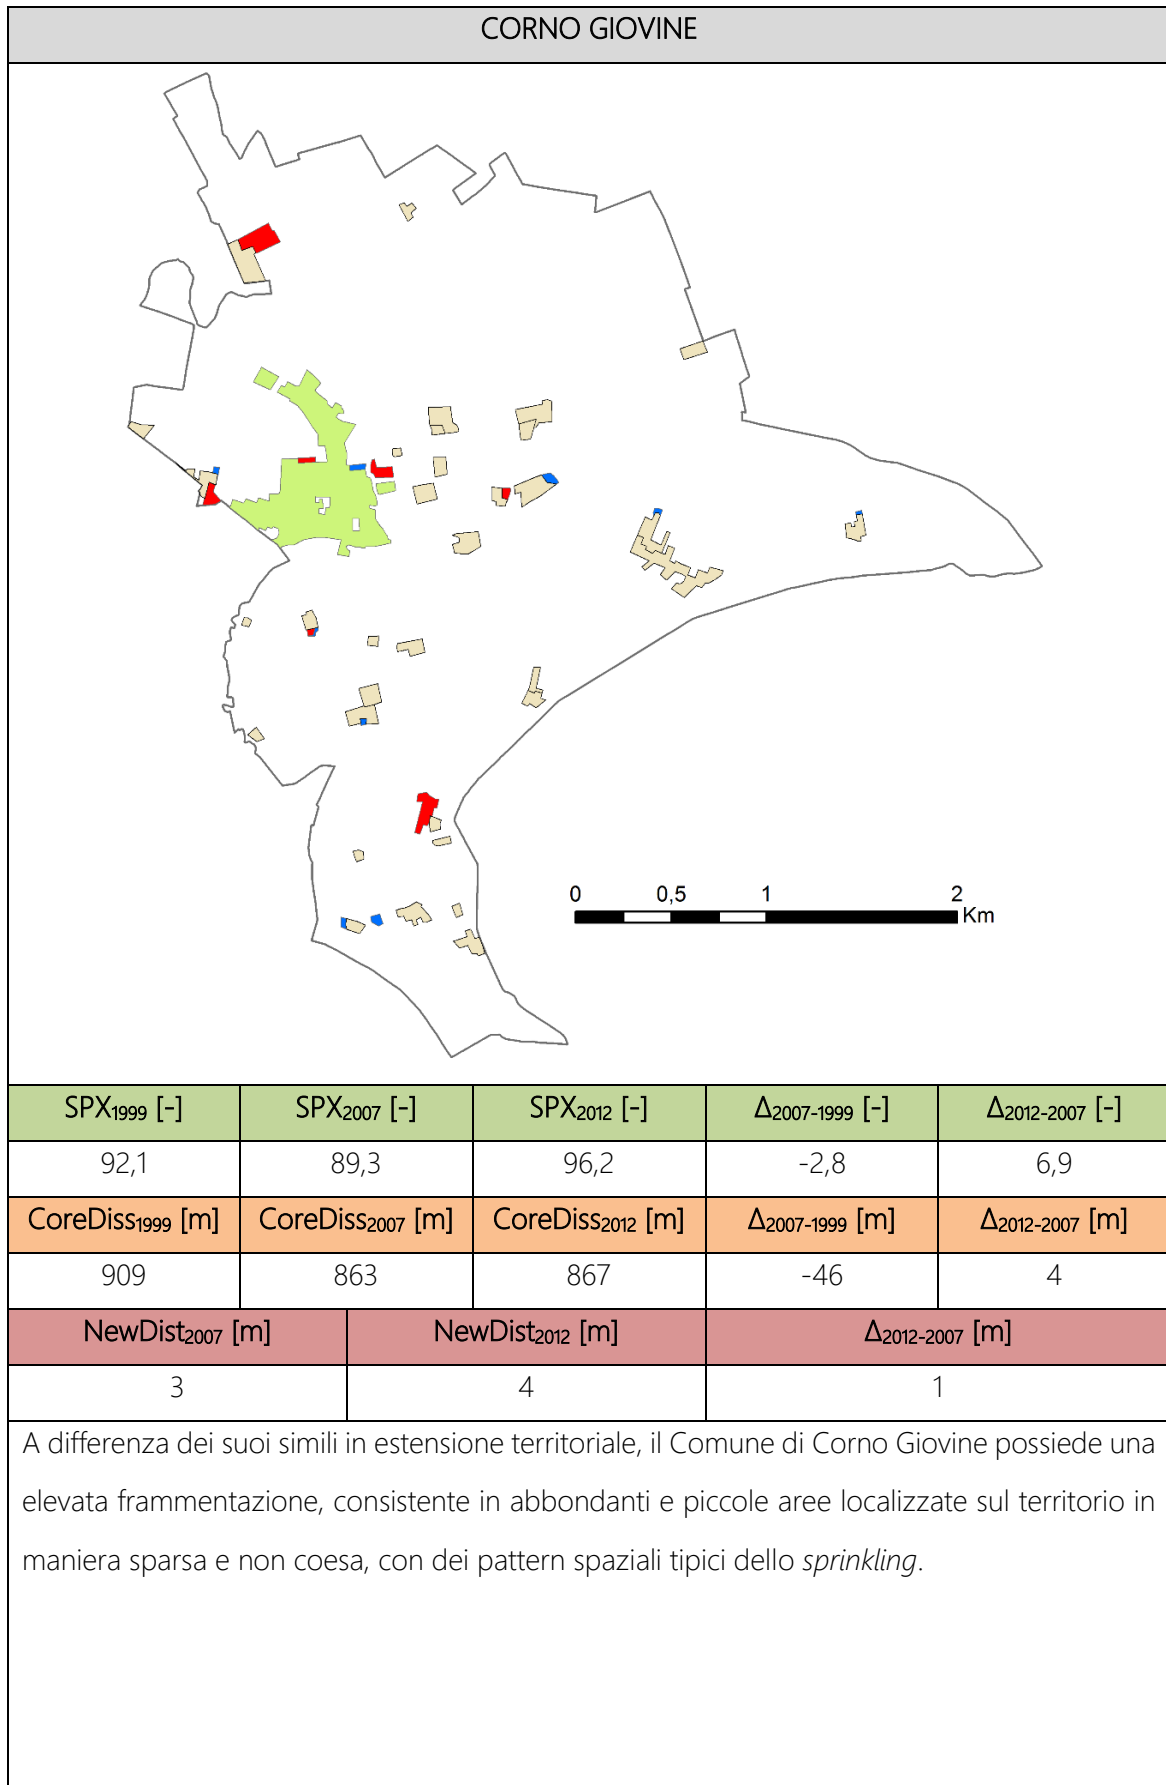 CORNO GIOVINE
0 0,5 1 2
Km
SPX1999 [-] SPX2007 [-] SPX2012 [-] Δ2007-1999 [-] Δ2012-2007 [-]
92,1 89,3 96,2 -2,8 6,9
CoreDiss1999 [m] CoreDiss2007 [m] CoreDiss2012 [m] Δ2007-1999 [m] Δ2012-2007 [m]
909 863 867 -46 4
NewDist2007 [m] NewDist2012 [m] Δ2012-2007 [m]
3 4 1
A differenza dei suoi simili in estensione territoriale, il Comune di Corno Giovine possiede una
elevata frammentazione, consistente in abbondanti e piccole aree localizzate sul territorio in
maniera sparsa e non coesa, con dei pattern spaziali tipici dello sprinkling.